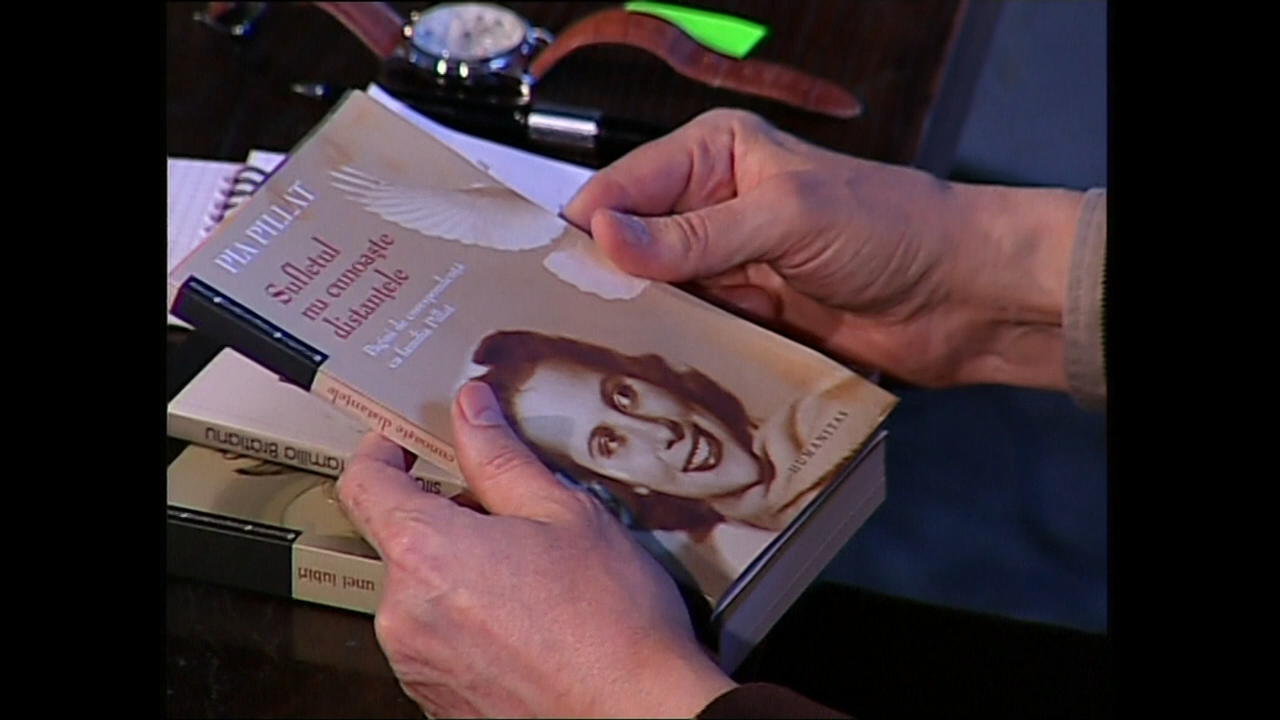 PIA PILLAT
Sufletul
nu cunoaște
distanțele
Pagini de corespondență
cu familia Pillat
HUMANITAS
cunoaște distanțele
familia Brătianu
unei iubiri